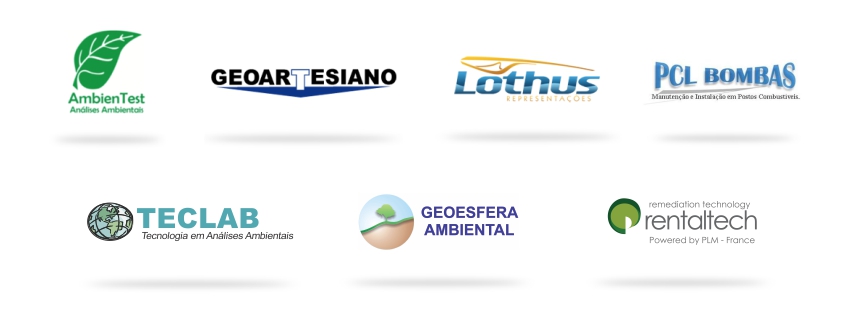 AmbienTest
Análises Ambientais
GEOARTESIANO
Lothus
REPRESENTAÇÕES
PCL BOMBAS
Manutenção e Instalação em Postos Combustíveis.
TECLAB
Tecnologia em Análises Ambientais
GEOESFERA
AMBIENTAL
remediation technology
rentaltech
Powered by PLM - France